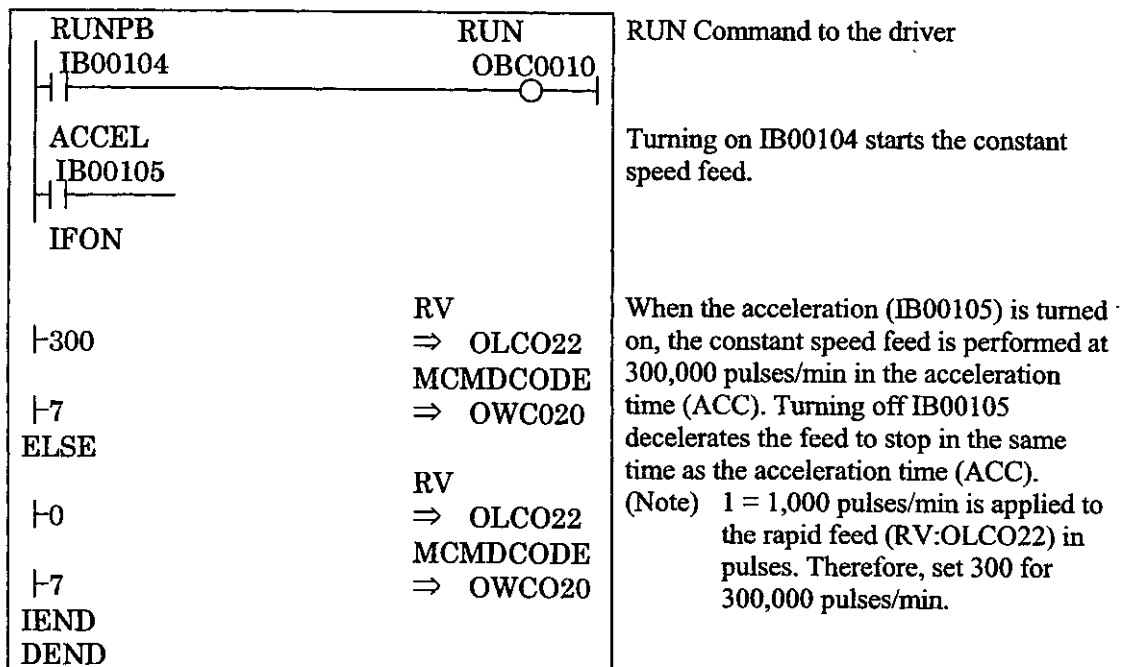 RUNPB RUN
IB00104 OBC0010
RUN Command to the driver
ACCEL
IB00105
Turning on IB00104 starts the constant
speed feed.
IFON
RV
⊢300 ⇒ OLCO22
MCMDCODE
⊢7 ⇒ OWC020
ELSE
RV
⊢0 ⇒ OLCO22
MCMDCODE
⊢7 ⇒ OWCO20
IEND
DEND
When the acceleration (IB00105) is turned
on, the constant speed feed is performed at
300,000 pulses/min in the acceleration
time (ACC). Turning off IB00105
decelerates the feed to stop in the same
time as the acceleration time (ACC).
(Note) 1 = 1,000 pulses/min is applied to
the rapid feed (RV:OLCO22) in
pulses. Therefore, set 300 for
300,000 pulses/min.